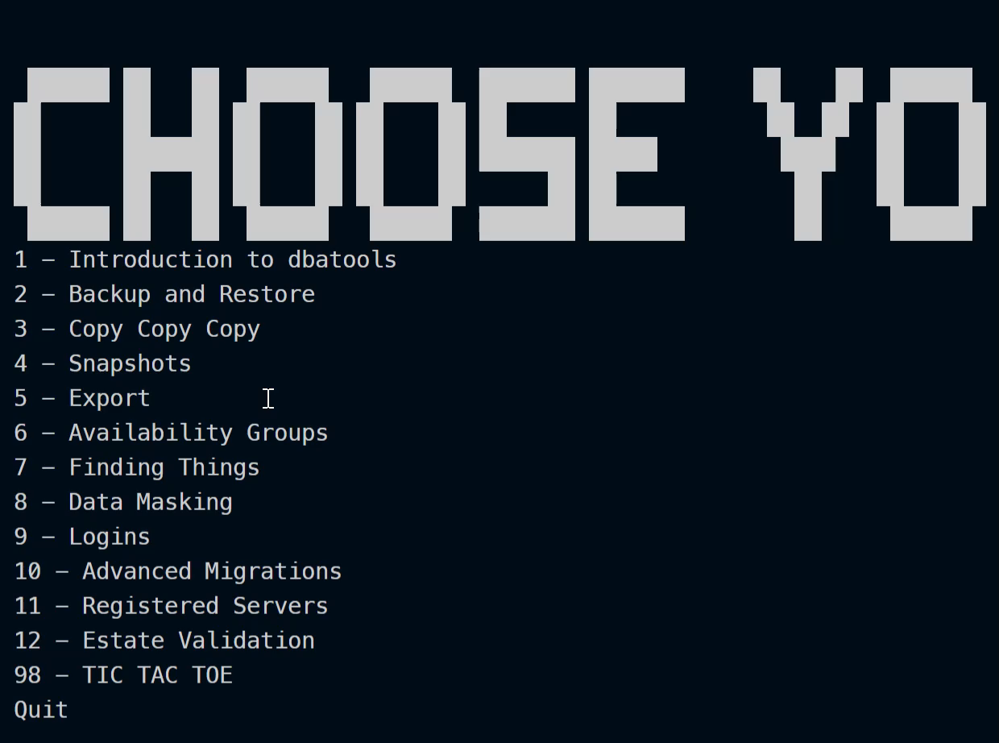 CHOOSE YO
1 – Introduction to dbatools
2 – Backup and Restore
3 – Copy Copy Copy
4 – Snapshots
5 – Export
6 – Availability Groups
7 – Finding Things
8 – Data Masking
9 – Logins
10 – Advanced Migrations
11 – Registered Servers
12 – Estate Validation
98 – TIC TAC TOE
Quit